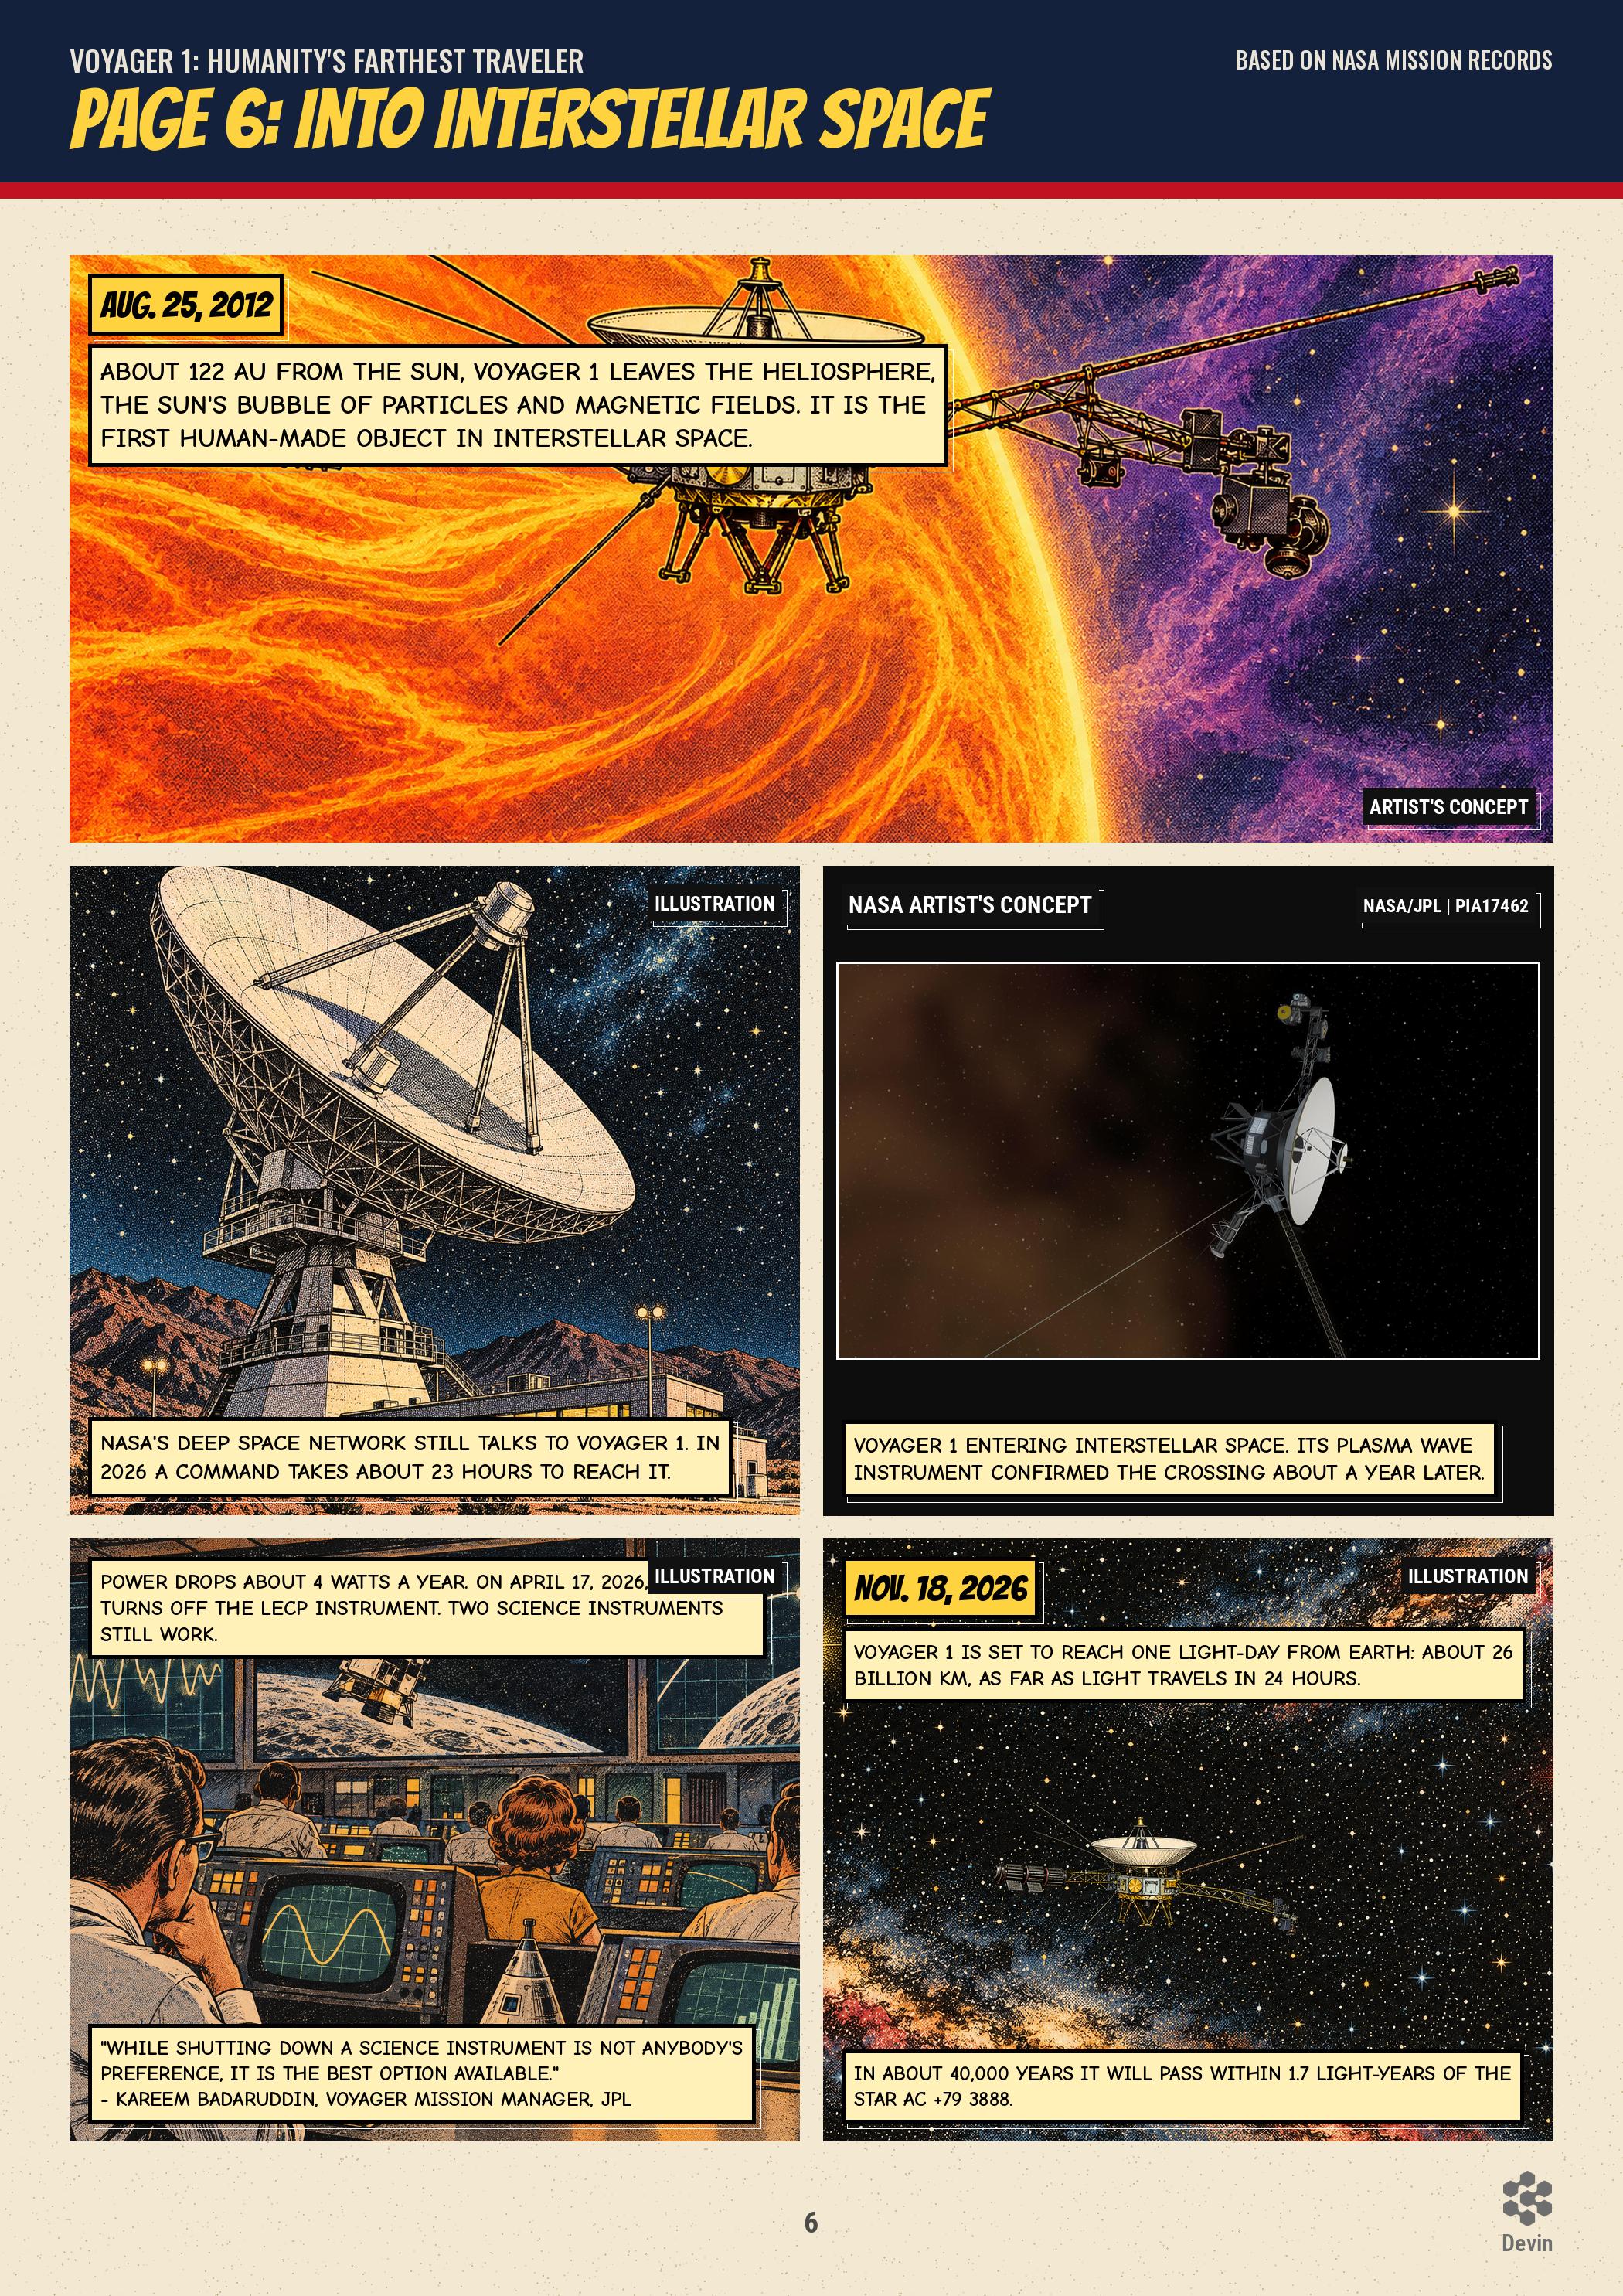 VOYAGER 1: HUMANITY'S FARTHEST TRAVELER
BASED ON NASA MISSION RECORDS
PAGE 6: INTO INTERSTELLAR SPACE
AUG. 25, 2012
ABOUT 122 AU FROM THE SUN, VOYAGER 1 LEAVES THE HELIOSPHERE,
THE SUN'S BUBBLE OF PARTICLES AND MAGNETIC FIELDS. IT IS THE
FIRST HUMAN-MADE OBJECT IN INTERSTELLAR SPACE.
ARTIST'S CONCEPT
ILLUSTRATION
NASA'S DEEP SPACE NETWORK STILL TALKS TO VOYAGER 1. IN
2026 A COMMAND TAKES ABOUT 23 HOURS TO REACH IT.
NASA ARTIST'S CONCEPT
NASA/JPL | PIA17462
VOYAGER 1 ENTERING INTERSTELLAR SPACE. ITS PLASMA WAVE
INSTRUMENT CONFIRMED THE CROSSING ABOUT A YEAR LATER.
POWER DROPS ABOUT 4 WATTS A YEAR. ON APRIL 17, 2026,
ILLUSTRATION
TURNS OFF THE LECP INSTRUMENT. TWO SCIENCE INSTRUMENTS
STILL WORK.
"WHILE SHUTTING DOWN A SCIENCE INSTRUMENT IS NOT ANYBODY'S
PREFERENCE, IT IS THE BEST OPTION AVAILABLE."
- KAREEM BADARUDDIN, VOYAGER MISSION MANAGER, JPL
NOV. 18, 2026
ILLUSTRATION
VOYAGER 1 IS SET TO REACH ONE LIGHT-DAY FROM EARTH: ABOUT 26
BILLION KM, AS FAR AS LIGHT TRAVELS IN 24 HOURS.
IN ABOUT 40,000 YEARS IT WILL PASS WITHIN 1.7 LIGHT-YEARS OF THE
STAR AC +79 3888.
6
Devin